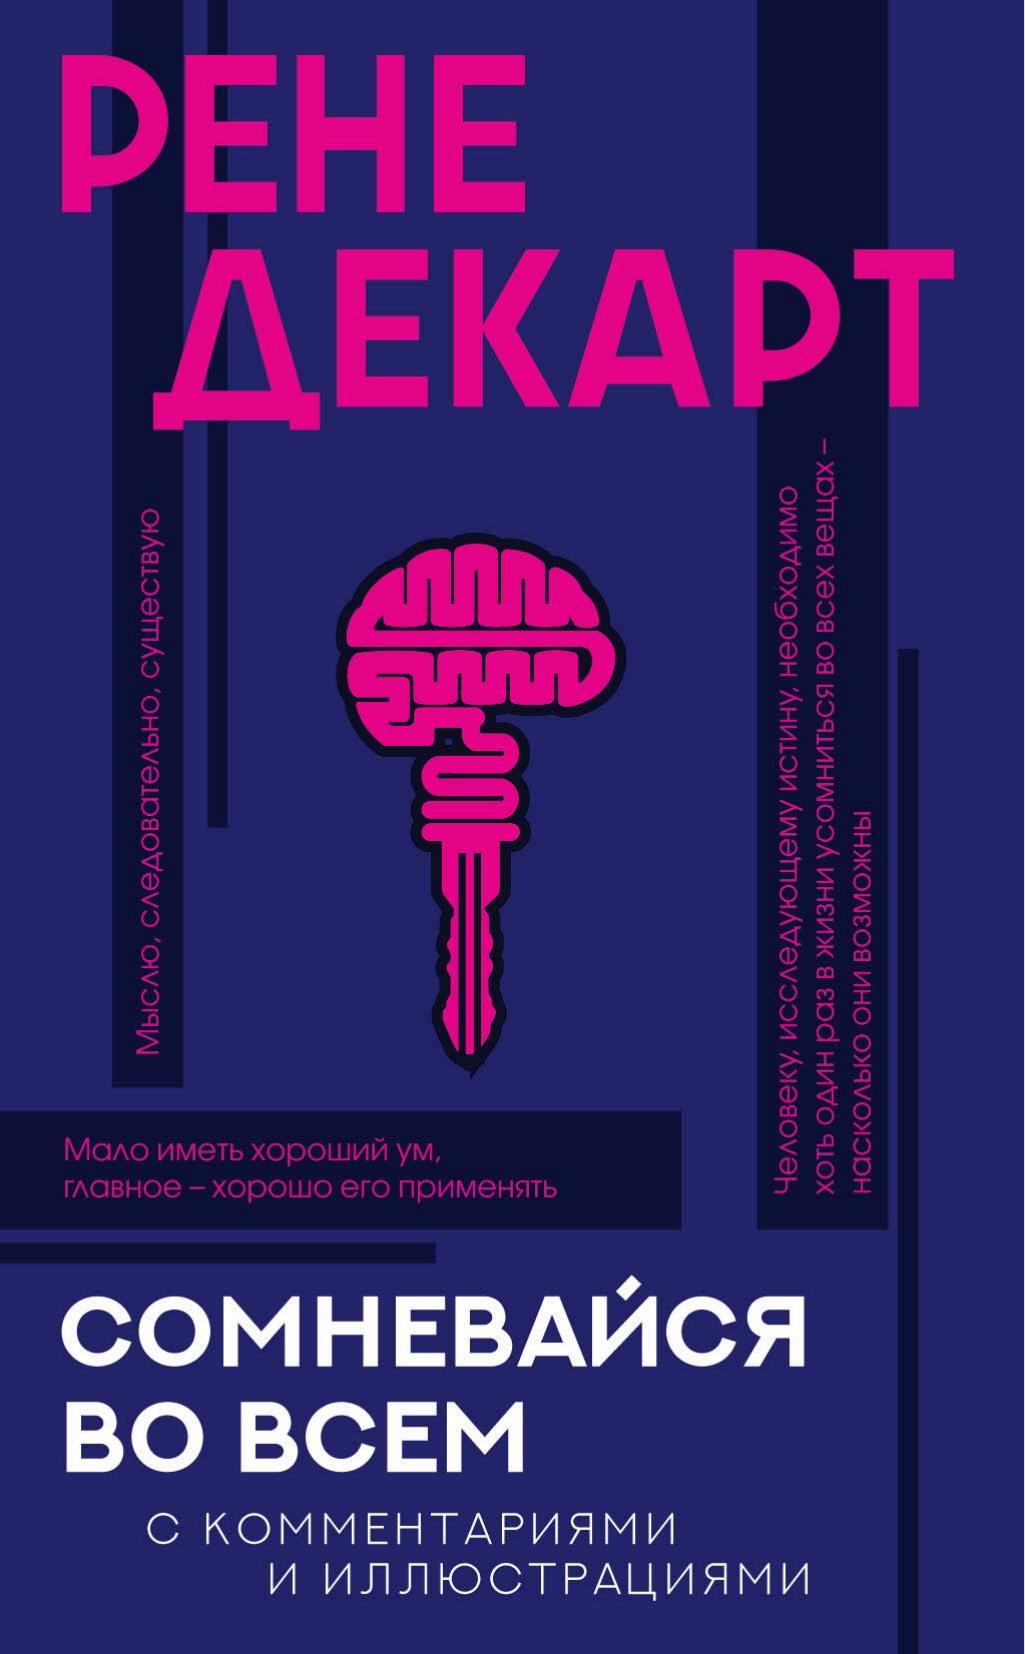 РЕНЕ
ДЕКАРТ
Мыслю, следовательно, существую
Человеку, исследующему истину, необходимо
хоть один раз в жизни усомниться во всех вещах –
насколько они возможны
Мало иметь хороший ум,
главное – хорошо его применять
СОМНЕВАЙСЯ
ВО ВСЕМ
С КОММЕНТАРИЯМИ
И ИЛЛЮСТРАЦИЯМИ